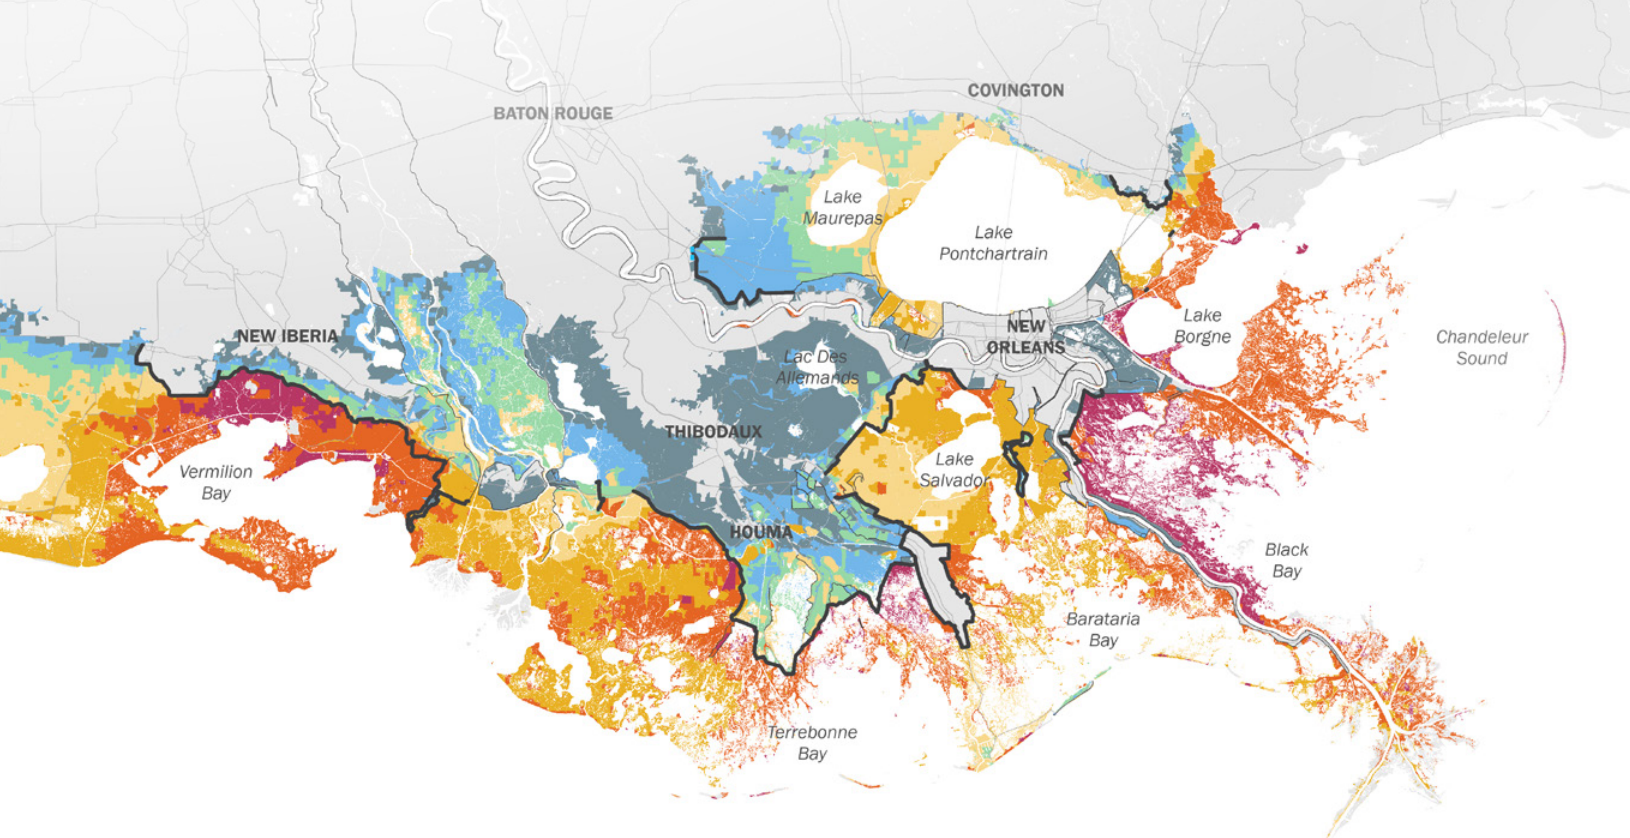 COVINGTON
BATON ROUGE
Lake
Maurepas
Lake
Pontchartrain
Lake
Borgne
Chandeleur
Sound
NEW IBERIA
NEW
ORLEANS
Lac Des
Allemands
THIBODAUX
Vermilion
Bay
Lake
Salvador
HOUMA
Black
Bay
Barataria
Bay
Terrebonne
Bay